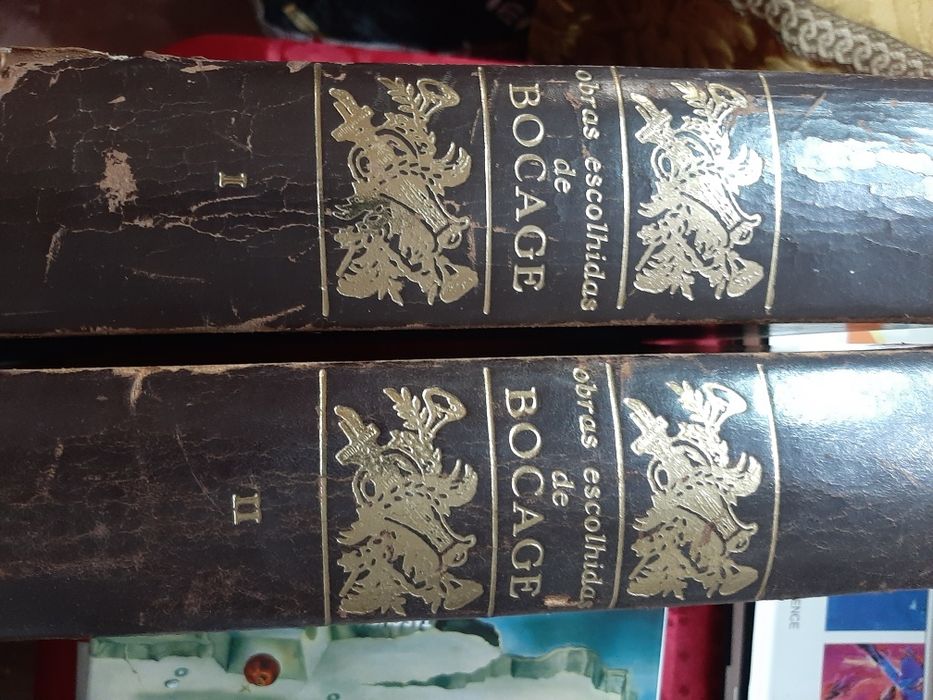 obras escolhidas
de
BOCAGE
I
obras escolhidas
de
BOCAGE
II